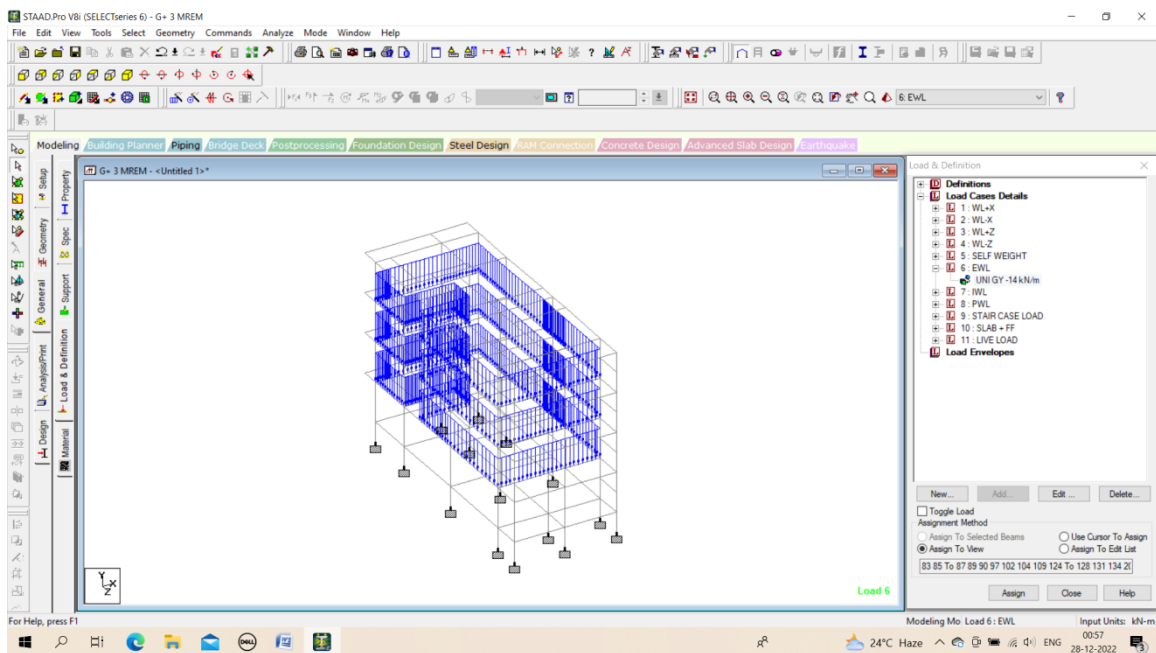 STAAD.Pro V8i (SELECTseries 6) - G+ 3 MREM
File Edit View Tools Select Geometry Commands Analyze Mode Window Help
6: EWL
Modeling Building Planner Piping Bridge Deck Postprocessing Foundation Design Steel Design RAM Connection Concrete Design Advanced Slab Design Earthquake
Setup
Geometry
General
Analysis/Print
Design
Property
Spec
Support
Load & Definition
Material
G+ 3 MREM - <Untitled 1>*
Y
X
Z
Load 6
Load & Definition
Definitions
Load Cases Details
1 : WL+X
2 : WL-X
3 : WL+Z
4 : WL-Z
5 : SELF WEIGHT
6 : EWL
UNI GY -14 kN/m
7 : IWL
8 : PWL
9 : STAIR CASE LOAD
10 : SLAB + FF
11 : LIVE LOAD
Load Envelopes
New... Add... Edit ... Delete...
Toggle Load
Assignment Method
Assign To Selected Beams Use Cursor To Assign
Assign To View Assign To Edit List
83 85 To 87 89 90 97 102 104 109 124 To 128 131 134 2(
Assign Close Help
For Help, press F1
Modeling Mo Load 6 : EWL Input Units: kN-m
DELL
24°C Haze ENG 00:57
28-12-2022
3